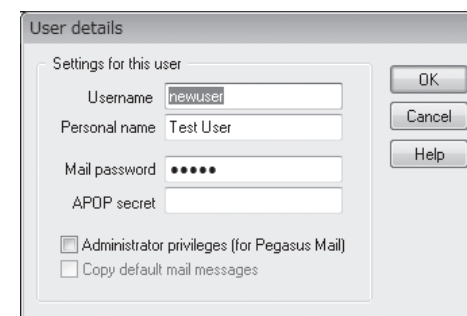 User details
Settings for this user
Username newuser
Personal name Test User
Mail password •••••
APOP secret
Administrator privileges (for Pegasus Mail)
Copy default mail messages
OK
Cancel
Help